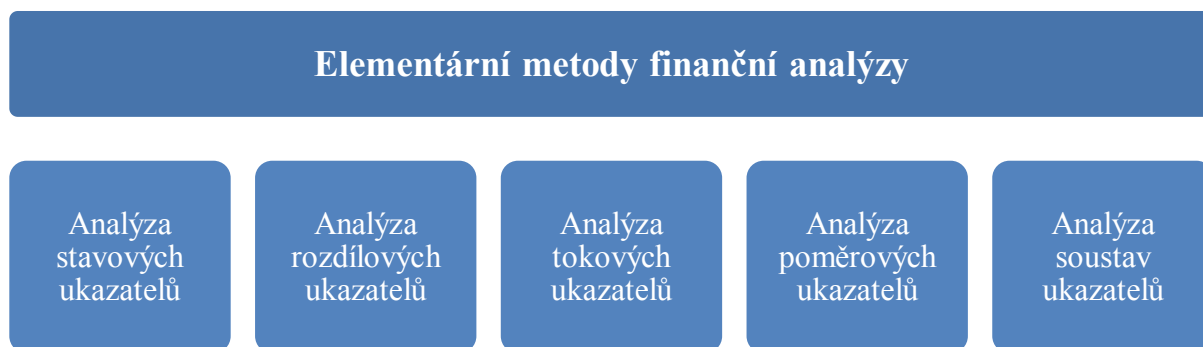 Elementární metody finanční analýzy
Analýza
stavových
ukazatelů
Analýza
rozdílových
ukazatelů
Analýza
tokových
ukazatelů
Analýza
poměrových
ukazatelů
Analýza
soustav
ukazatelů